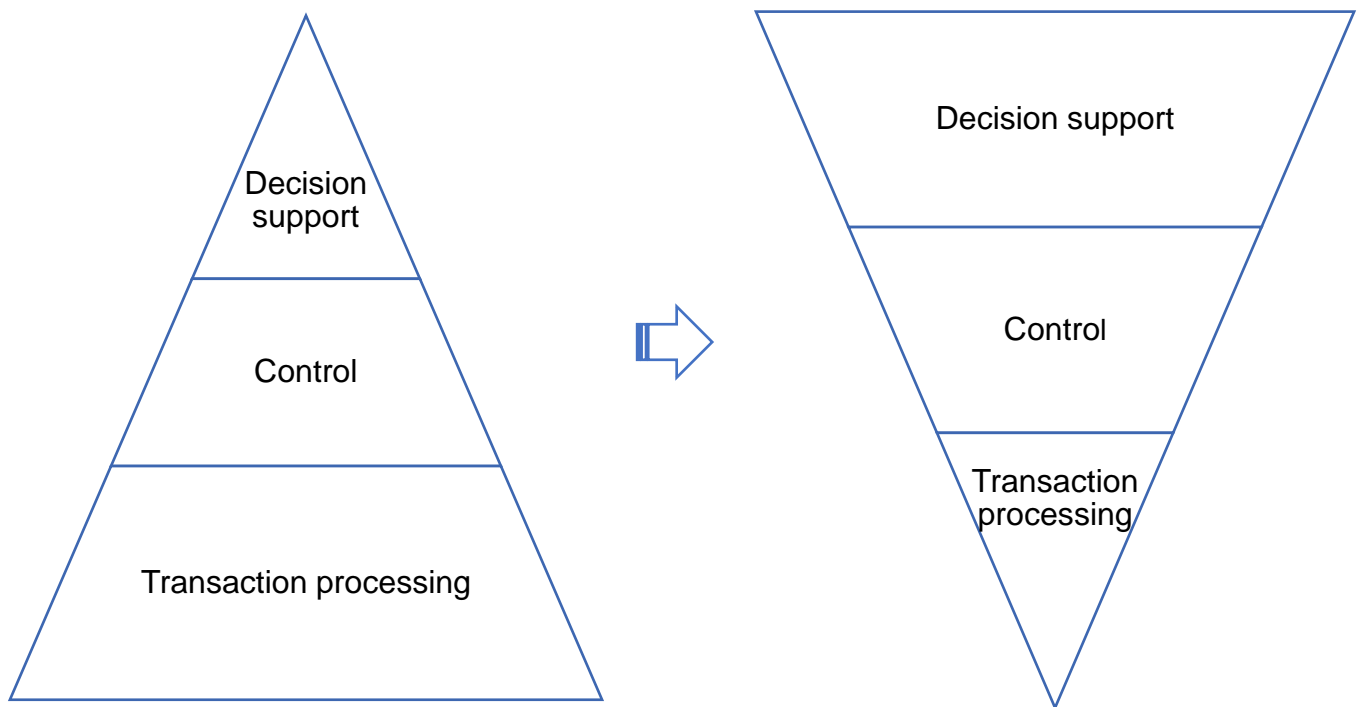 Decision
support
Control
Transaction processing
Decision support
Control
Transaction
processing